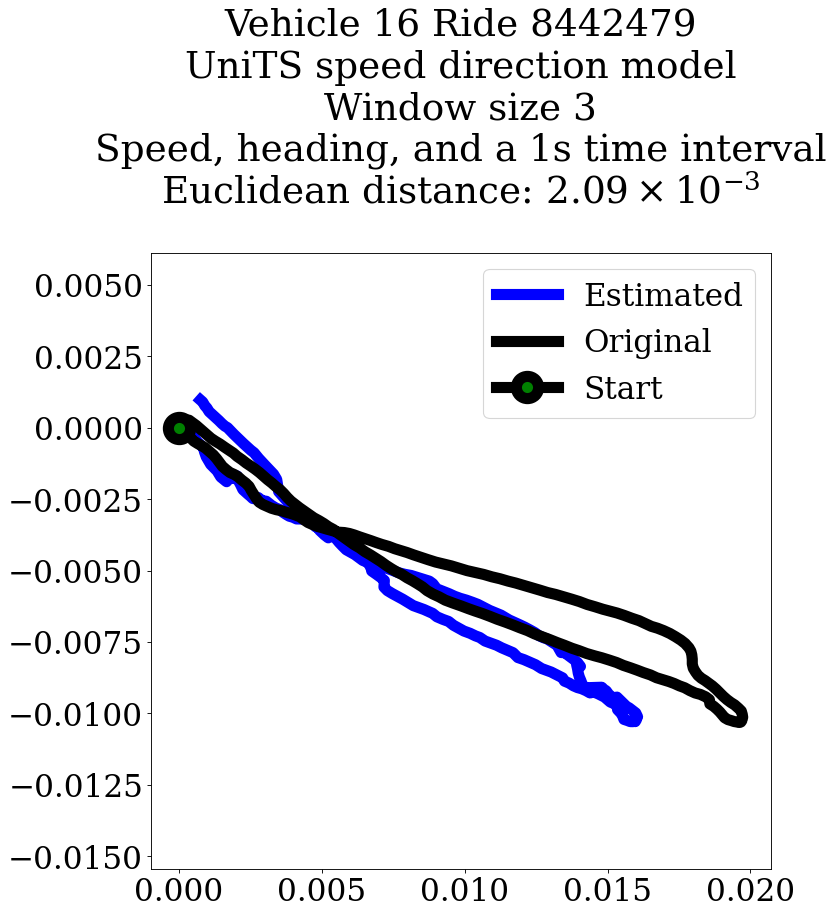 Vehicle 16 Ride 8442479
UniTS speed direction model
Window size 3
Speed, heading, and a 1s time interval
Euclidean distance: 2.09 × 10⁻³
Estimated
Original
Start
0.0050
0.0025
0.0000
−0.0025
−0.0050
−0.0075
−0.0100
−0.0125
−0.0150
0.000 0.005 0.010 0.015 0.020